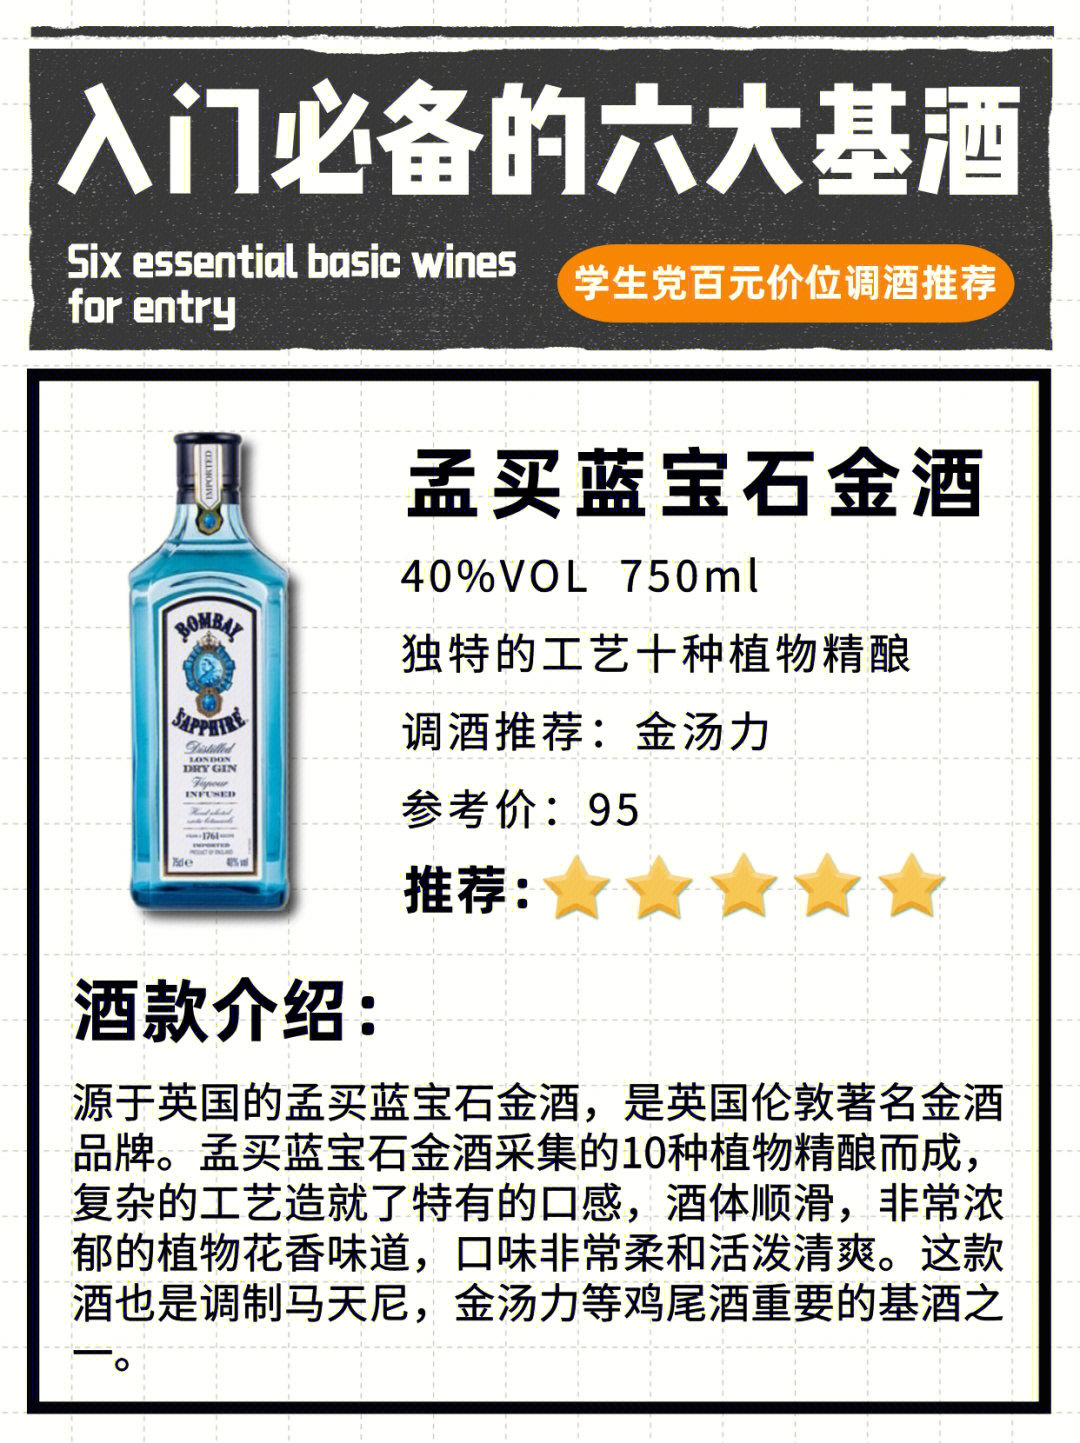 入门必备的六大基酒
Six essential basic wines
for entry
学生党百元价位调酒推荐
IMPORTED
孟买蓝宝石金酒
40%VOL 750ml
独特的工艺十种植物精酿
调酒推荐：金汤力
参考价：95
推荐：
BOMBAY
SAPPHIRE
Distilled
LONDON
DRY GIN
Vapour
INFUSED
1761
IMPORTED
PRODUCT OF ENGLAND
75cl e 40% vol
酒款介绍：
源于英国的孟买蓝宝石金酒，是英国伦敦著名金酒
品牌。孟买蓝宝石金酒采集的10种植物精酿而成，
复杂的工艺造就了特有的口感，酒体顺滑，非常浓
郁的植物花香味道，口味非常柔和活泼清爽。这款
酒也是调制马天尼，金汤力等鸡尾酒重要的基酒之
一。